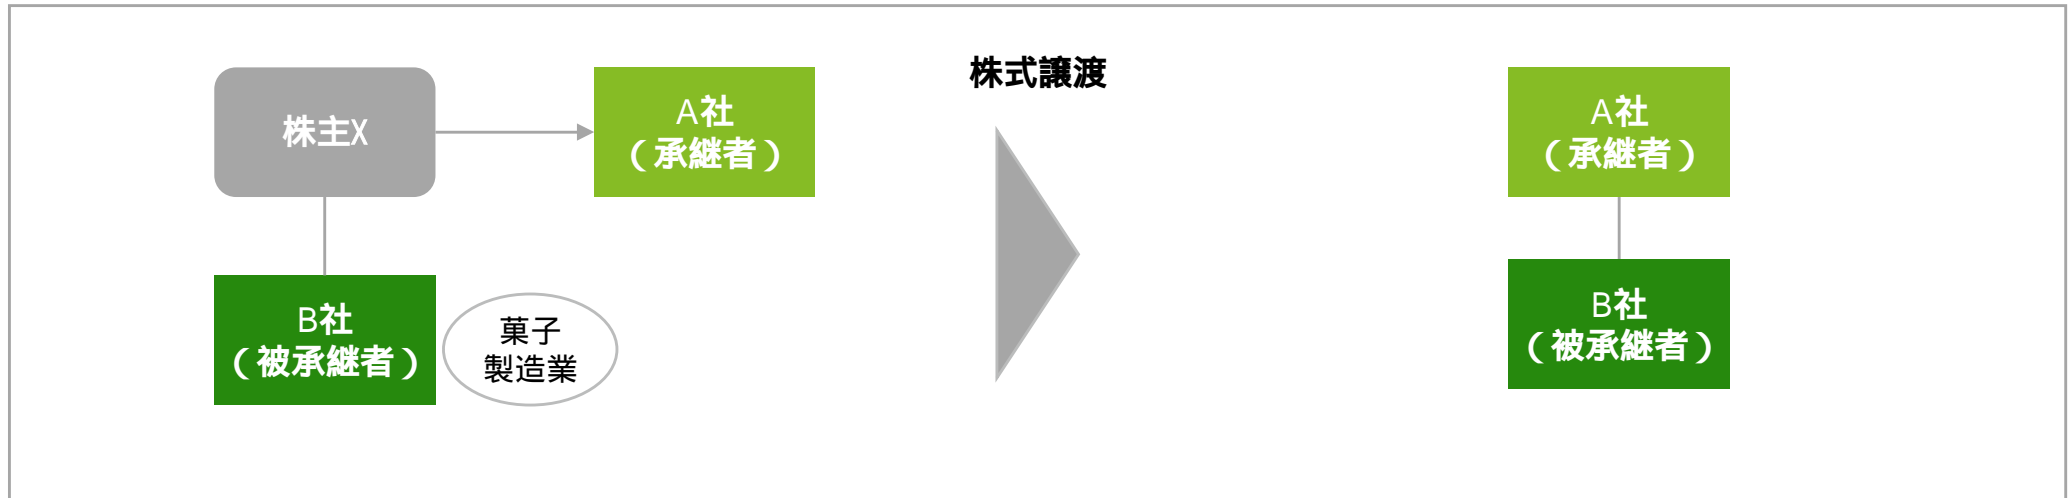 株主X
A社
（承継者）
株式譲渡
A社
（承継者）
B社
（被承継者）
菓子
製造業
B社
（被承継者）